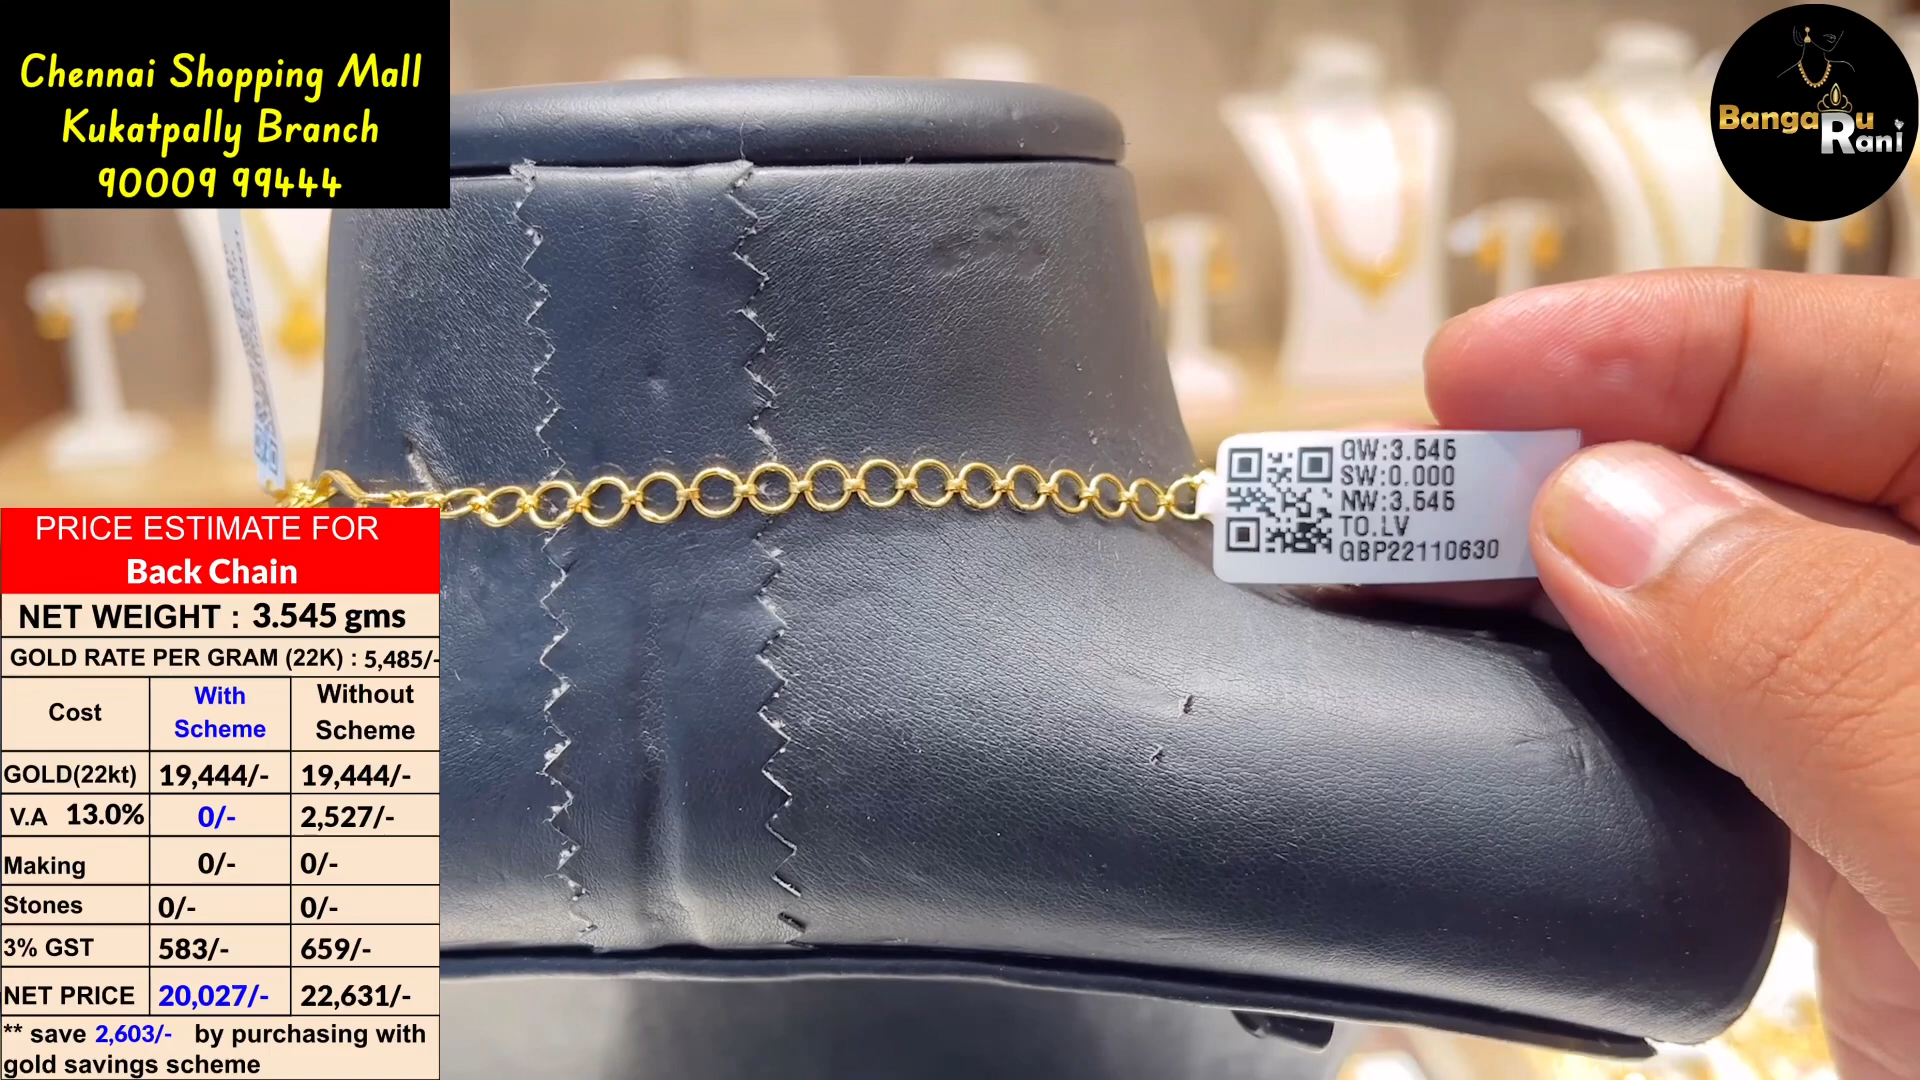 Chennai Shopping Mall
Kukatpally Branch
90009 99444
BangaRu
Rani
GW:3.545
SW:0.000
NW:3.545
TO.LV
GBP22110630
PRICE ESTIMATE FOR
Back Chain
NET WEIGHT : 3.545 gms
GOLD RATE PER GRAM (22K) : 5,485/-
Cost With Scheme Without Scheme
GOLD(22kt) 19,444/- 19,444/-
V.A 13.0% 0/- 2,527/-
Making 0/- 0/-
Stones 0/- 0/-
3% GST 583/- 659/-
NET PRICE 20,027/- 22,631/-
** save 2,603/- by purchasing with
gold savings scheme